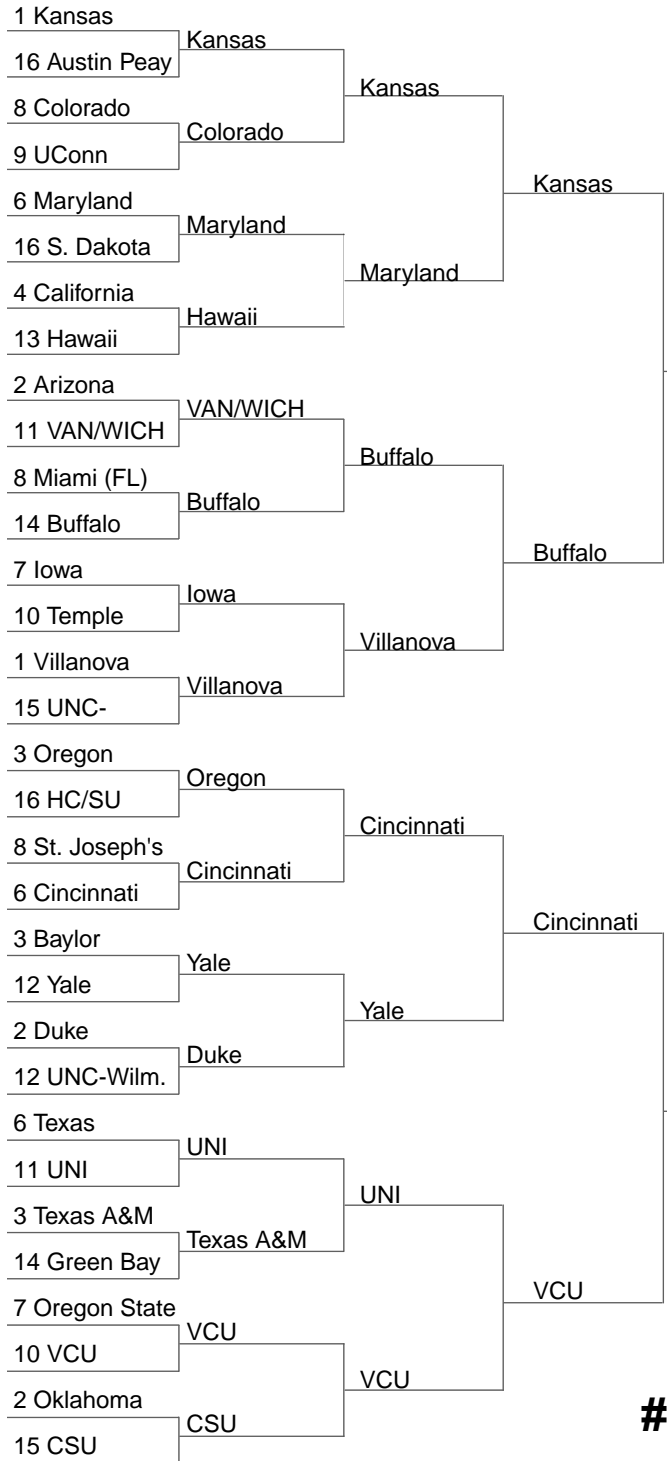 1 Kansas
16 Austin Peay
8 Colorado
9 UConn
6 Maryland
16 S. Dakota
4 California
13 Hawaii
2 Arizona
11 VAN/WICH
8 Miami (FL)
14 Buffalo
7 Iowa
10 Temple
1 Villanova
15 UNC-
3 Oregon
16 HC/SU
8 St. Joseph's
6 Cincinnati
3 Baylor
12 Yale
2 Duke
12 UNC-Wilm.
6 Texas
11 UNI
3 Texas A&M
14 Green Bay
7 Oregon State
10 VCU
2 Oklahoma
15 CSU
Kansas
Colorado
Maryland
Hawaii
VAN/WICH
Buffalo
Iowa
Villanova
Oregon
Cincinnati
Yale
Duke
UNI
Texas A&M
VCU
CSU
Kansas
Maryland
Buffalo
Villanova
Cincinnati
Yale
UNI
VCU
Kansas
Buffalo
Cincinnati
VCU
#